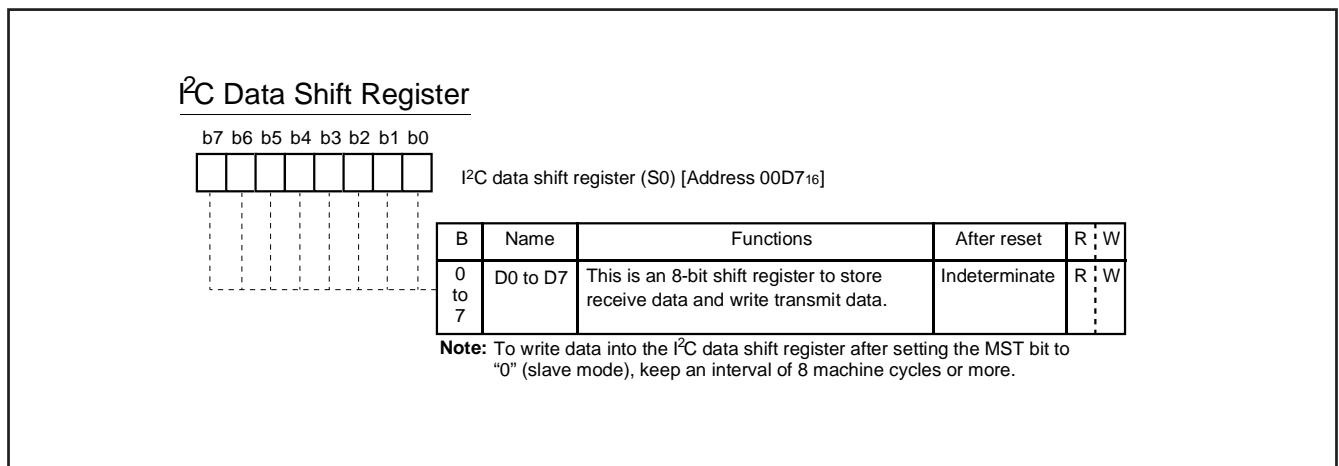 I²C Data Shift Register
b7 b6 b5 b4 b3 b2 b1 b0
I²C data shift register (S0) [Address 00D7₁₆]
B Name Functions After reset R W
0 to 7 D0 to D7 This is an 8-bit shift register to store Indeterminate R W
receive data and write transmit data.
Note: To write data into the I²C data shift register after setting the MST bit to
“0” (slave mode), keep an interval of 8 machine cycles or more.